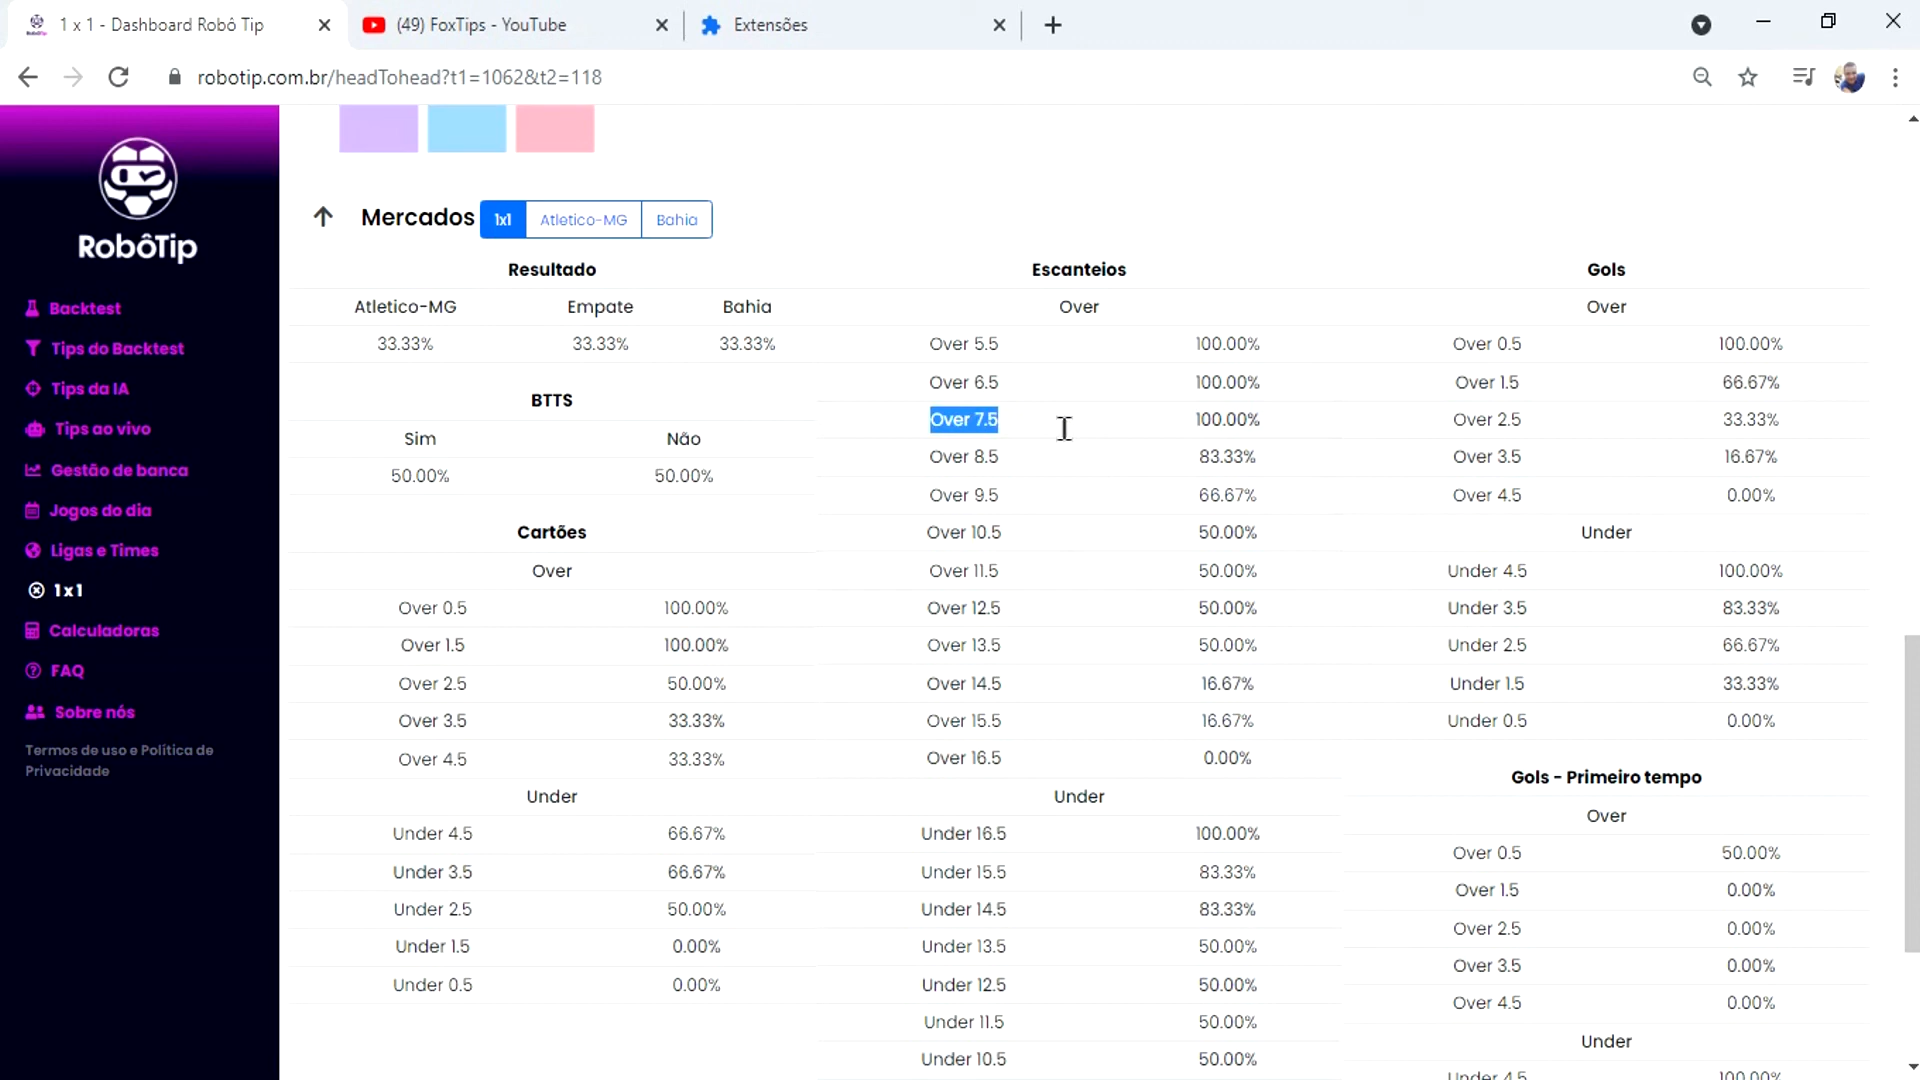 1 x 1 - Dashboard Robô Tip
(49) FoxTips - YouTube
Extensões
robotip.com.br/headTohead?t1=1062&t2=118
RobôTip
Backtest
Tips do Backtest
Tips da IA
Tips ao vivo
Gestão de banca
Jogos do dia
Ligas e Times
1 x 1
Calculadoras
FAQ
Sobre nós
Termos de uso e Política de
Privacidade
Mercados 1x1 Atletico-MG Bahia
Resultado
Atletico-MG Empate Bahia
33.33% 33.33% 33.33%
BTTS
Sim Não
50.00% 50.00%
Cartões
Over
Over 0.5 100.00%
Over 1.5 100.00%
Over 2.5 50.00%
Over 3.5 33.33%
Over 4.5 33.33%
Under
Under 4.5 66.67%
Under 3.5 66.67%
Under 2.5 50.00%
Under 1.5 0.00%
Under 0.5 0.00%
Escanteios
Over
Over 5.5 100.00%
Over 6.5 100.00%
Over 7.5 100.00%
Over 8.5 83.33%
Over 9.5 66.67%
Over 10.5 50.00%
Over 11.5 50.00%
Over 12.5 50.00%
Over 13.5 50.00%
Over 14.5 16.67%
Over 15.5 16.67%
Over 16.5 0.00%
Under
Under 16.5 100.00%
Under 15.5 83.33%
Under 14.5 83.33%
Under 13.5 50.00%
Under 12.5 50.00%
Under 11.5 50.00%
Under 10.5 50.00%
Gols
Over
Over 0.5 100.00%
Over 1.5 66.67%
Over 2.5 33.33%
Over 3.5 16.67%
Over 4.5 0.00%
Under
Under 4.5 100.00%
Under 3.5 83.33%
Under 2.5 66.67%
Under 1.5 33.33%
Under 0.5 0.00%
Gols - Primeiro tempo
Over
Over 0.5 50.00%
Over 1.5 0.00%
Over 2.5 0.00%
Over 3.5 0.00%
Over 4.5 0.00%
Under
Under 4.5 100.00%